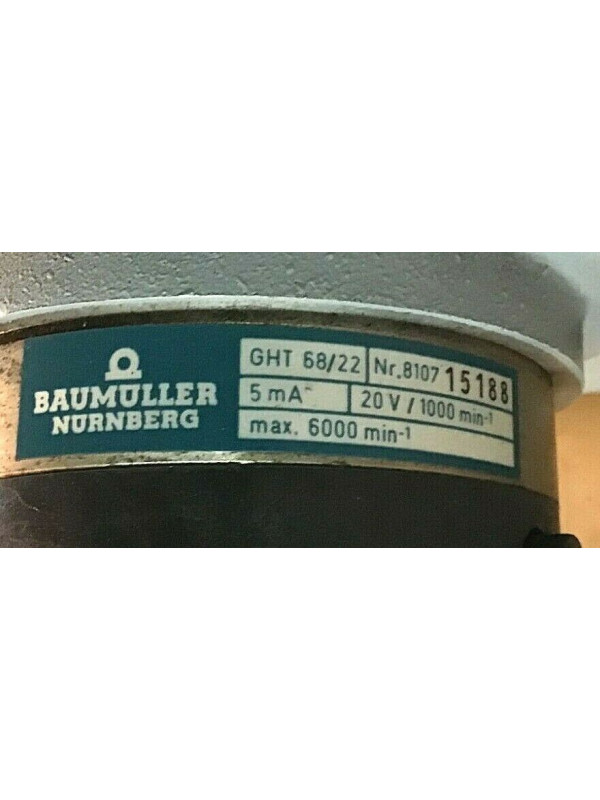 BAUMÜLLER
NÜRNBERG
GHT 68/22 Nr. 8107 15188
5 mA⁻ 20 V / 1000 min⁻¹
max. 6000 min⁻¹